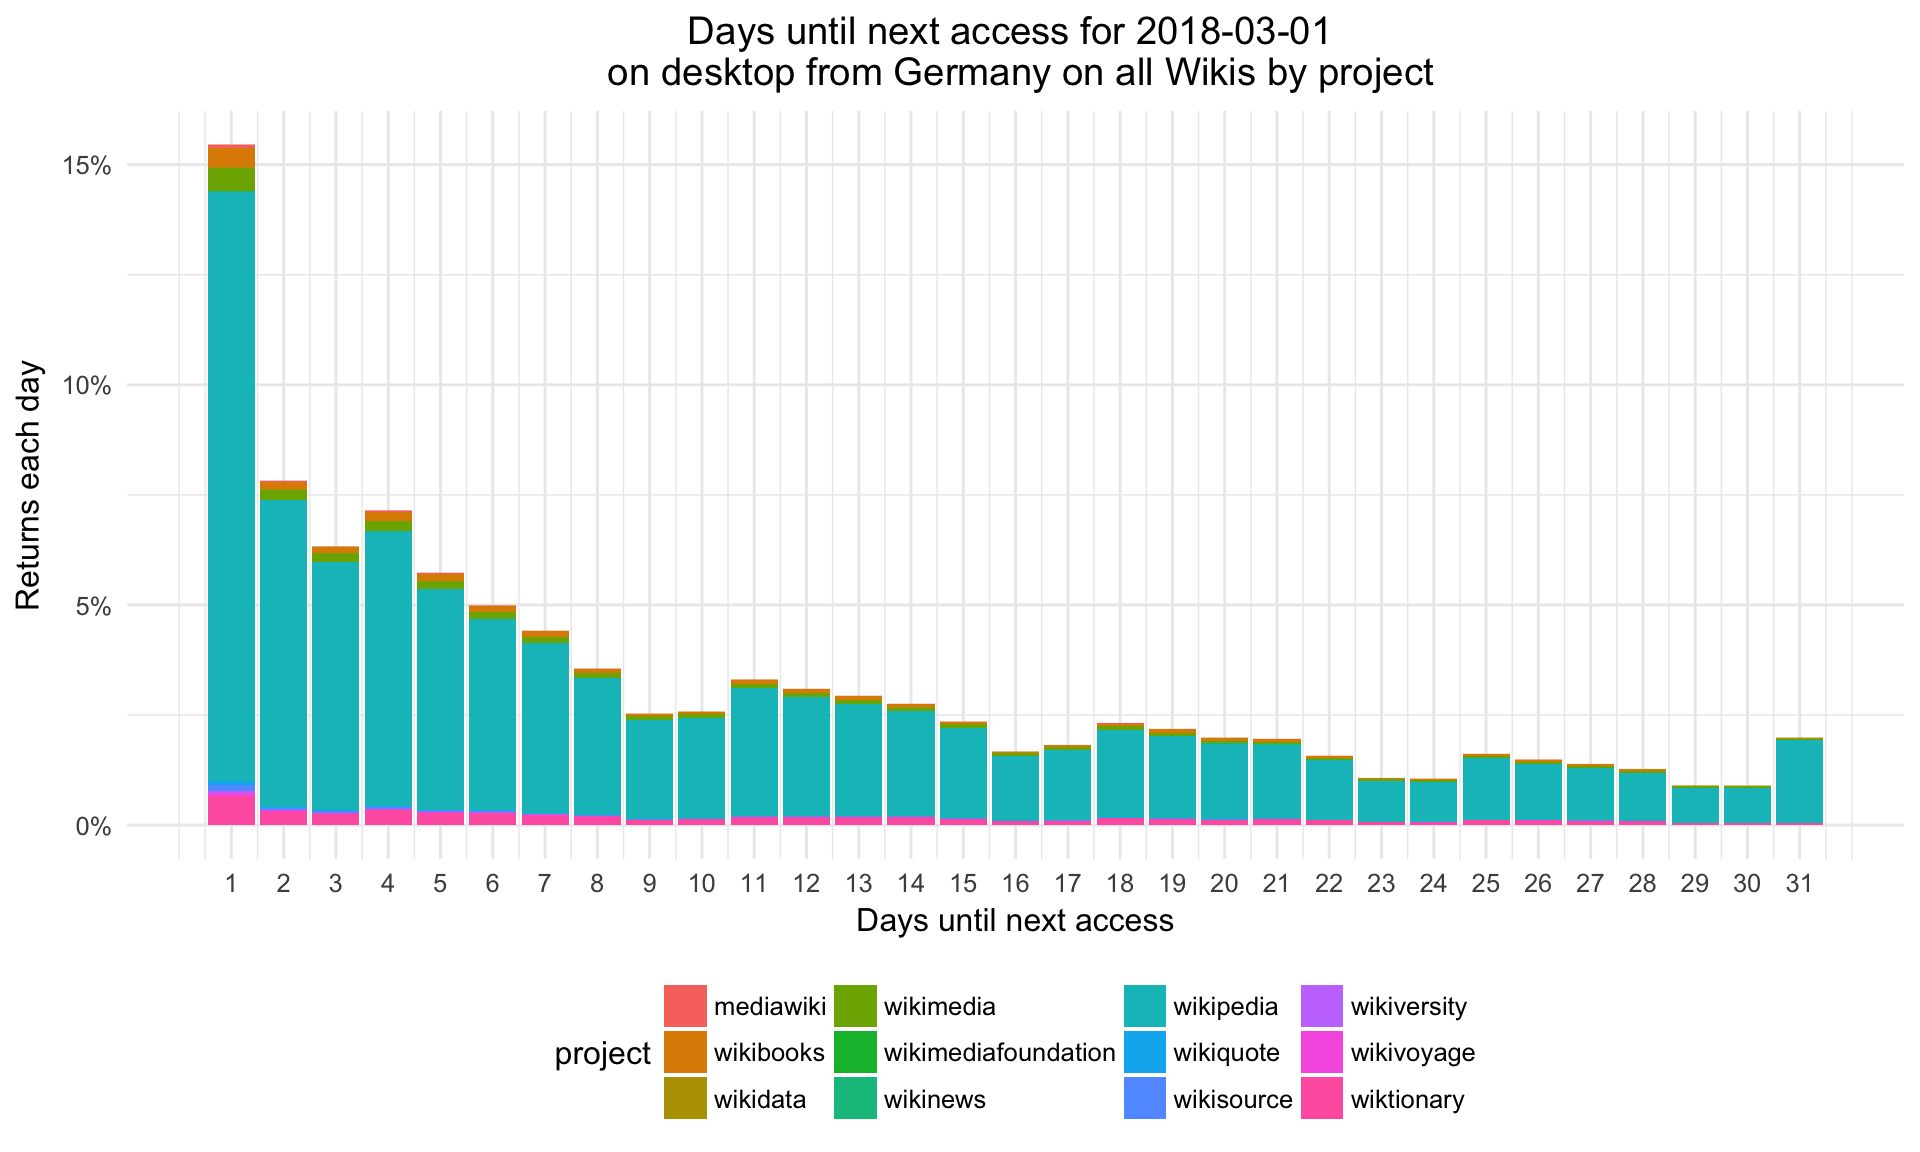 Days until next access for 2018-03-01
on desktop from Germany on all Wikis by project
Returns each day
15%
10%
5%
0%
1 2 3 4 5 6 7 8 9 10 11 12 13 14 15 16 17 18 19 20 21 22 23 24 25 26 27 28 29 30 31
Days until next access
project
mediawiki wikimedia wikipedia wikiversity
wikibooks wikimediafoundation wikiquote wikivoyage
wikidata wikinews wikisource wiktionary